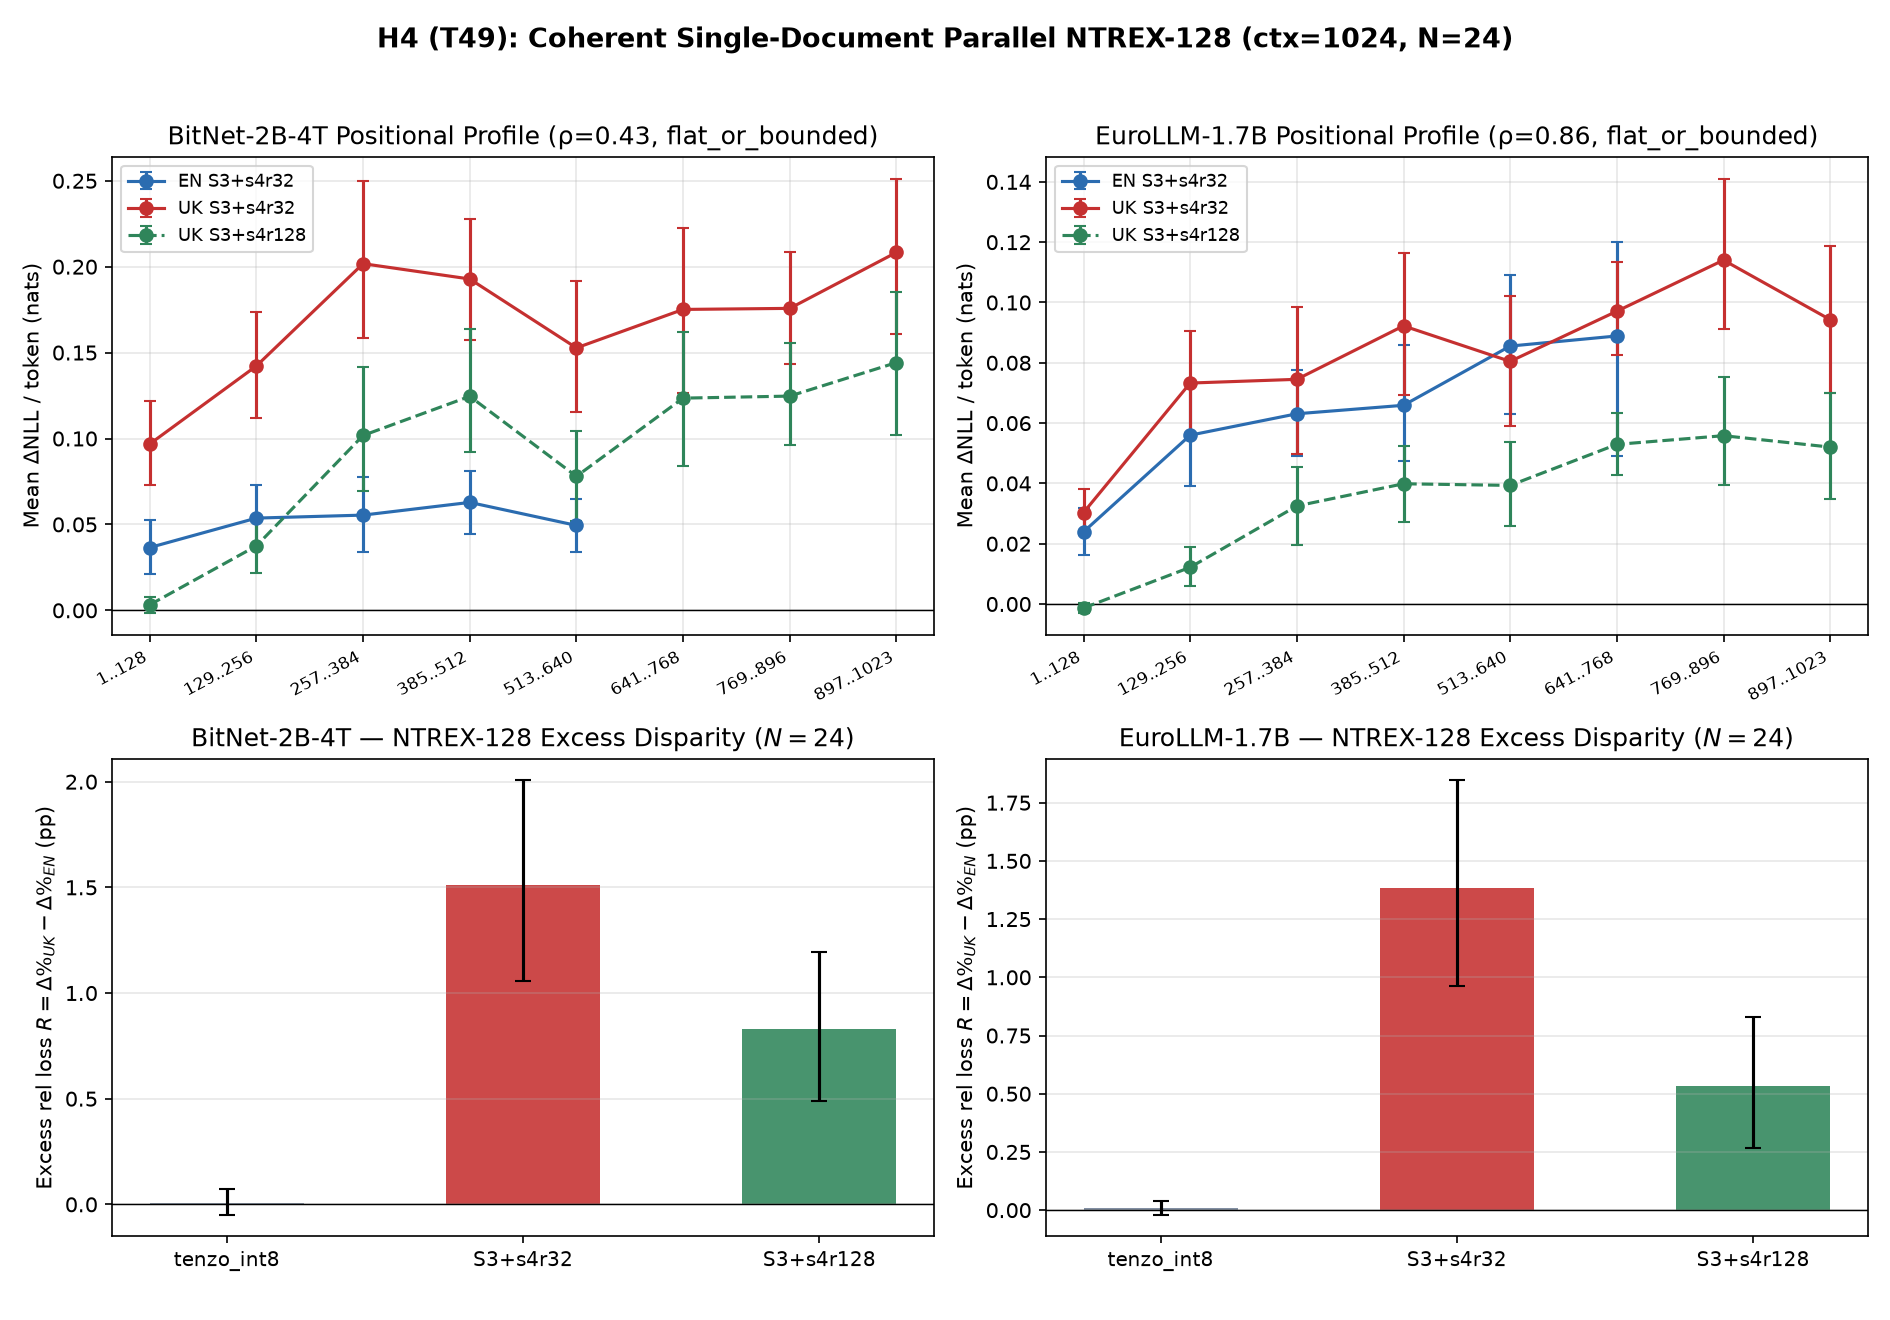 H4 (T49): Coherent Single-Document Parallel NTREX-128 (ctx=1024, N=24)
BitNet-2B-4T Positional Profile (ρ=0.43, flat_or_bounded)
Mean ΔNLL / token (nats)
0.25
0.20
0.15
0.10
0.05
0.00
EN S3+s4r32
UK S3+s4r32
UK S3+s4r128
1..128
129..256
257..384
385..512
513..640
641..768
769..896
897..1023
EuroLLM-1.7B Positional Profile (ρ=0.86, flat_or_bounded)
Mean ΔNLL / token (nats)
0.14
0.12
0.10
0.08
0.06
0.04
0.02
0.00
EN S3+s4r32
UK S3+s4r32
UK S3+s4r128
1..128
129..256
257..384
385..512
513..640
641..768
769..896
897..1023
BitNet-2B-4T — NTREX-128 Excess Disparity (N = 24)
Excess rel loss R = Δ%UK − Δ%EN (pp)
2.0
1.5
1.0
0.5
0.0
tenzo_int8
S3+s4r32
S3+s4r128
EuroLLM-1.7B — NTREX-128 Excess Disparity (N = 24)
Excess rel loss R = Δ%UK − Δ%EN (pp)
1.75
1.50
1.25
1.00
0.75
0.50
0.25
0.00
tenzo_int8
S3+s4r32
S3+s4r128